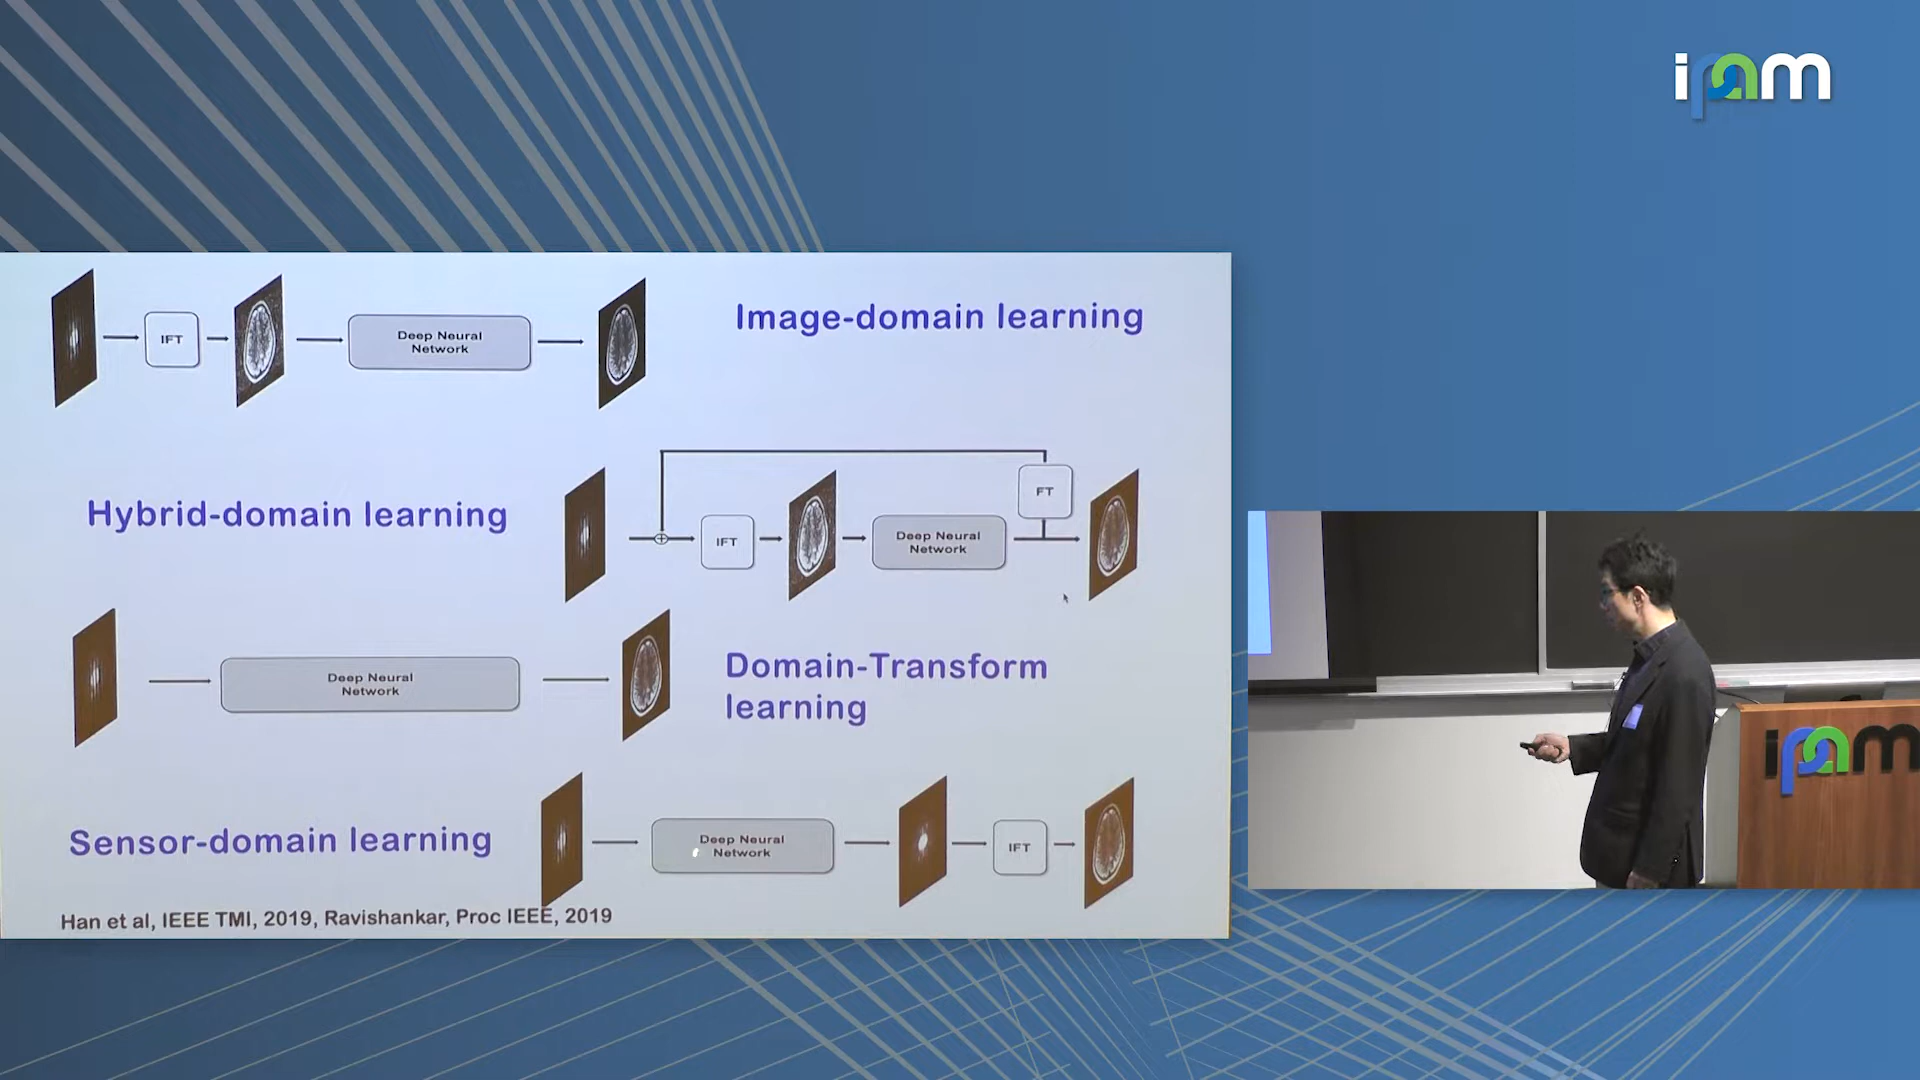 ipam
IFT
Deep Neural
Network
Image-domain learning
Hybrid-domain learning
IFT
Deep Neural
Network
FT
Deep Neural
Network
Domain-Transform
learning
Sensor-domain learning
Deep Neural
Network
IFT
Han et al, IEEE TMI, 2019, Ravishankar, Proc IEEE, 2019
ipam